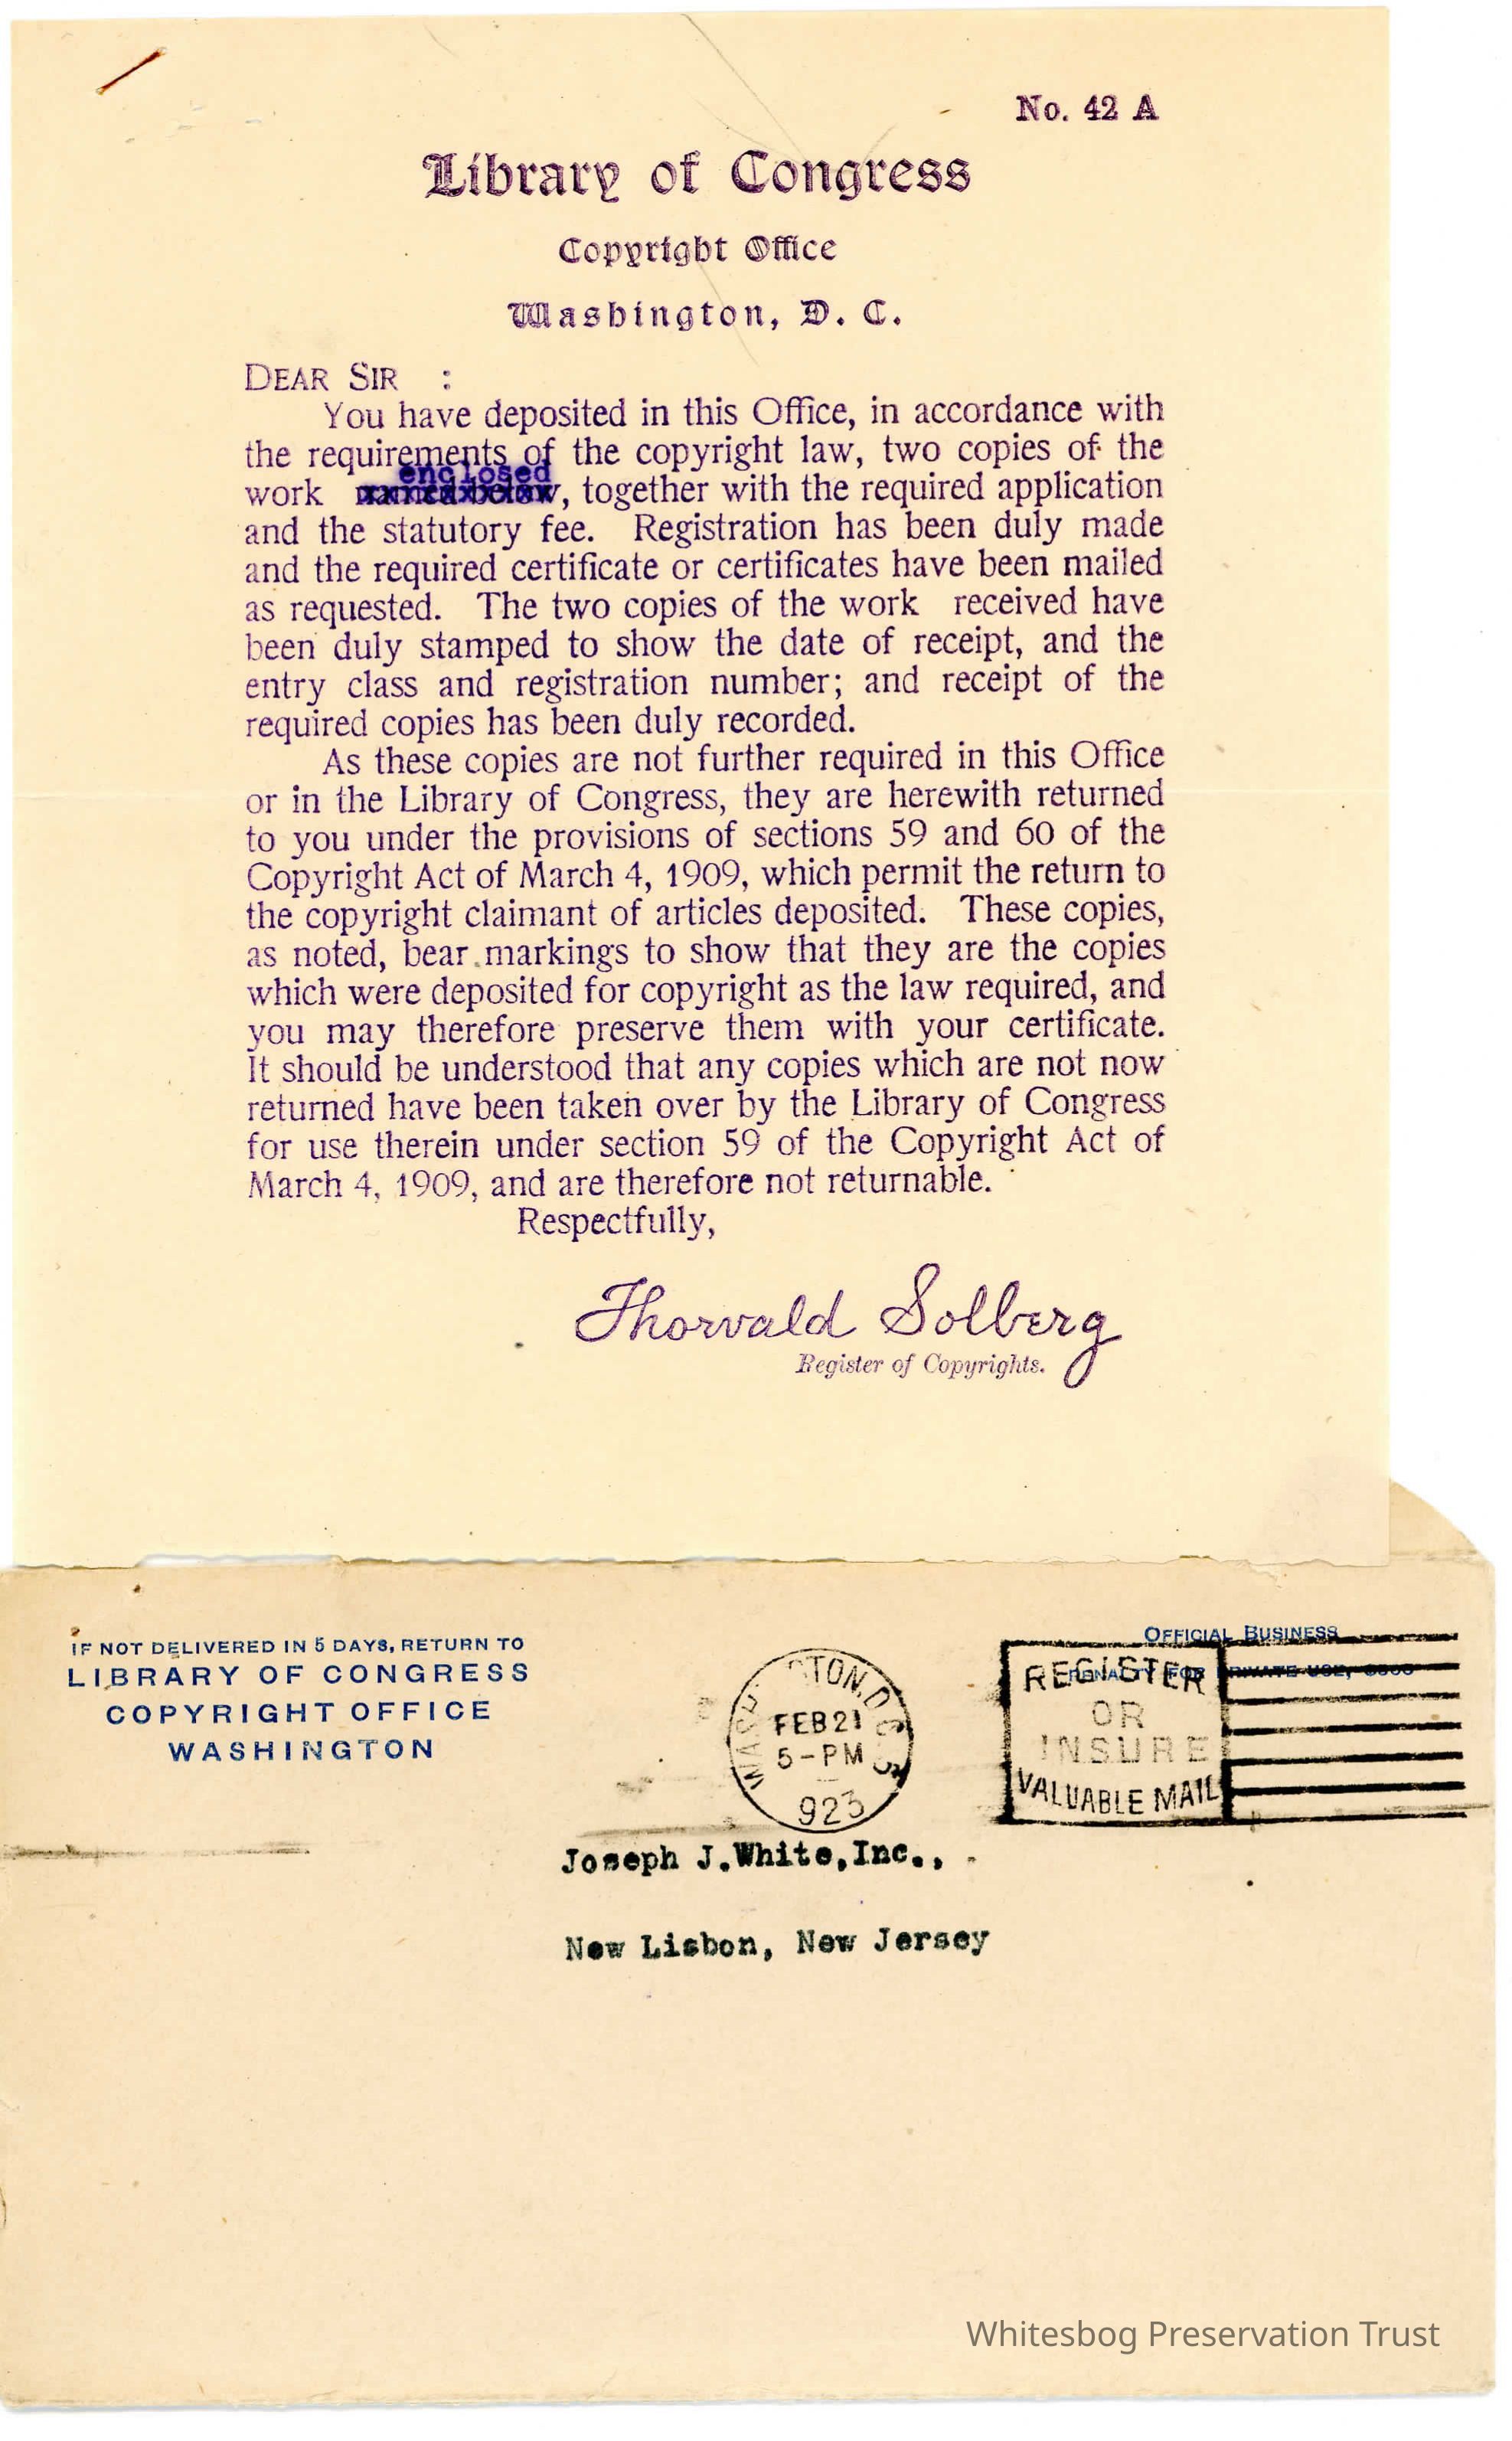 No. 42 A
Library of Congress
Copyright Office
Washington, D. C.
DEAR SIR :
You have deposited in this Office, in accordance with
the requirements of the copyright law, two copies of the
enclosed
work named below, together with the required application
and the statutory fee. Registration has been duly made
and the required certificate or certificates have been mailed
as requested. The two copies of the work received have
been duly stamped to show the date of receipt, and the
entry class and registration number; and receipt of the
required copies has been duly recorded.
As these copies are not further required in this Office
or in the Library of Congress, they are herewith returned
to you under the provisions of sections 59 and 60 of the
Copyright Act of March 4, 1909, which permit the return to
the copyright claimant of articles deposited. These copies,
as noted, bear markings to show that they are the copies
which were deposited for copyright as the law required, and
you may therefore preserve them with your certificate.
It should be understood that any copies which are not now
returned have been taken over by the Library of Congress
for use therein under section 59 of the Copyright Act of
March 4, 1909, and are therefore not returnable.
Respectfully,
Thorvald Solberg
Register of Copyrights.
IF NOT DELIVERED IN 5 DAYS, RETURN TO
LIBRARY OF CONGRESS
COPYRIGHT OFFICE
WASHINGTON
FEB 21
5-PM
923
OFFICIAL BUSINESS
PENALTY FOR PRIVATE USE, $300
REGISTER
OR
INSURE
VALUABLE MAIL
Joseph J.White,Inc.,
New Lisbon, New Jersey
Whitesbog Preservation Trust